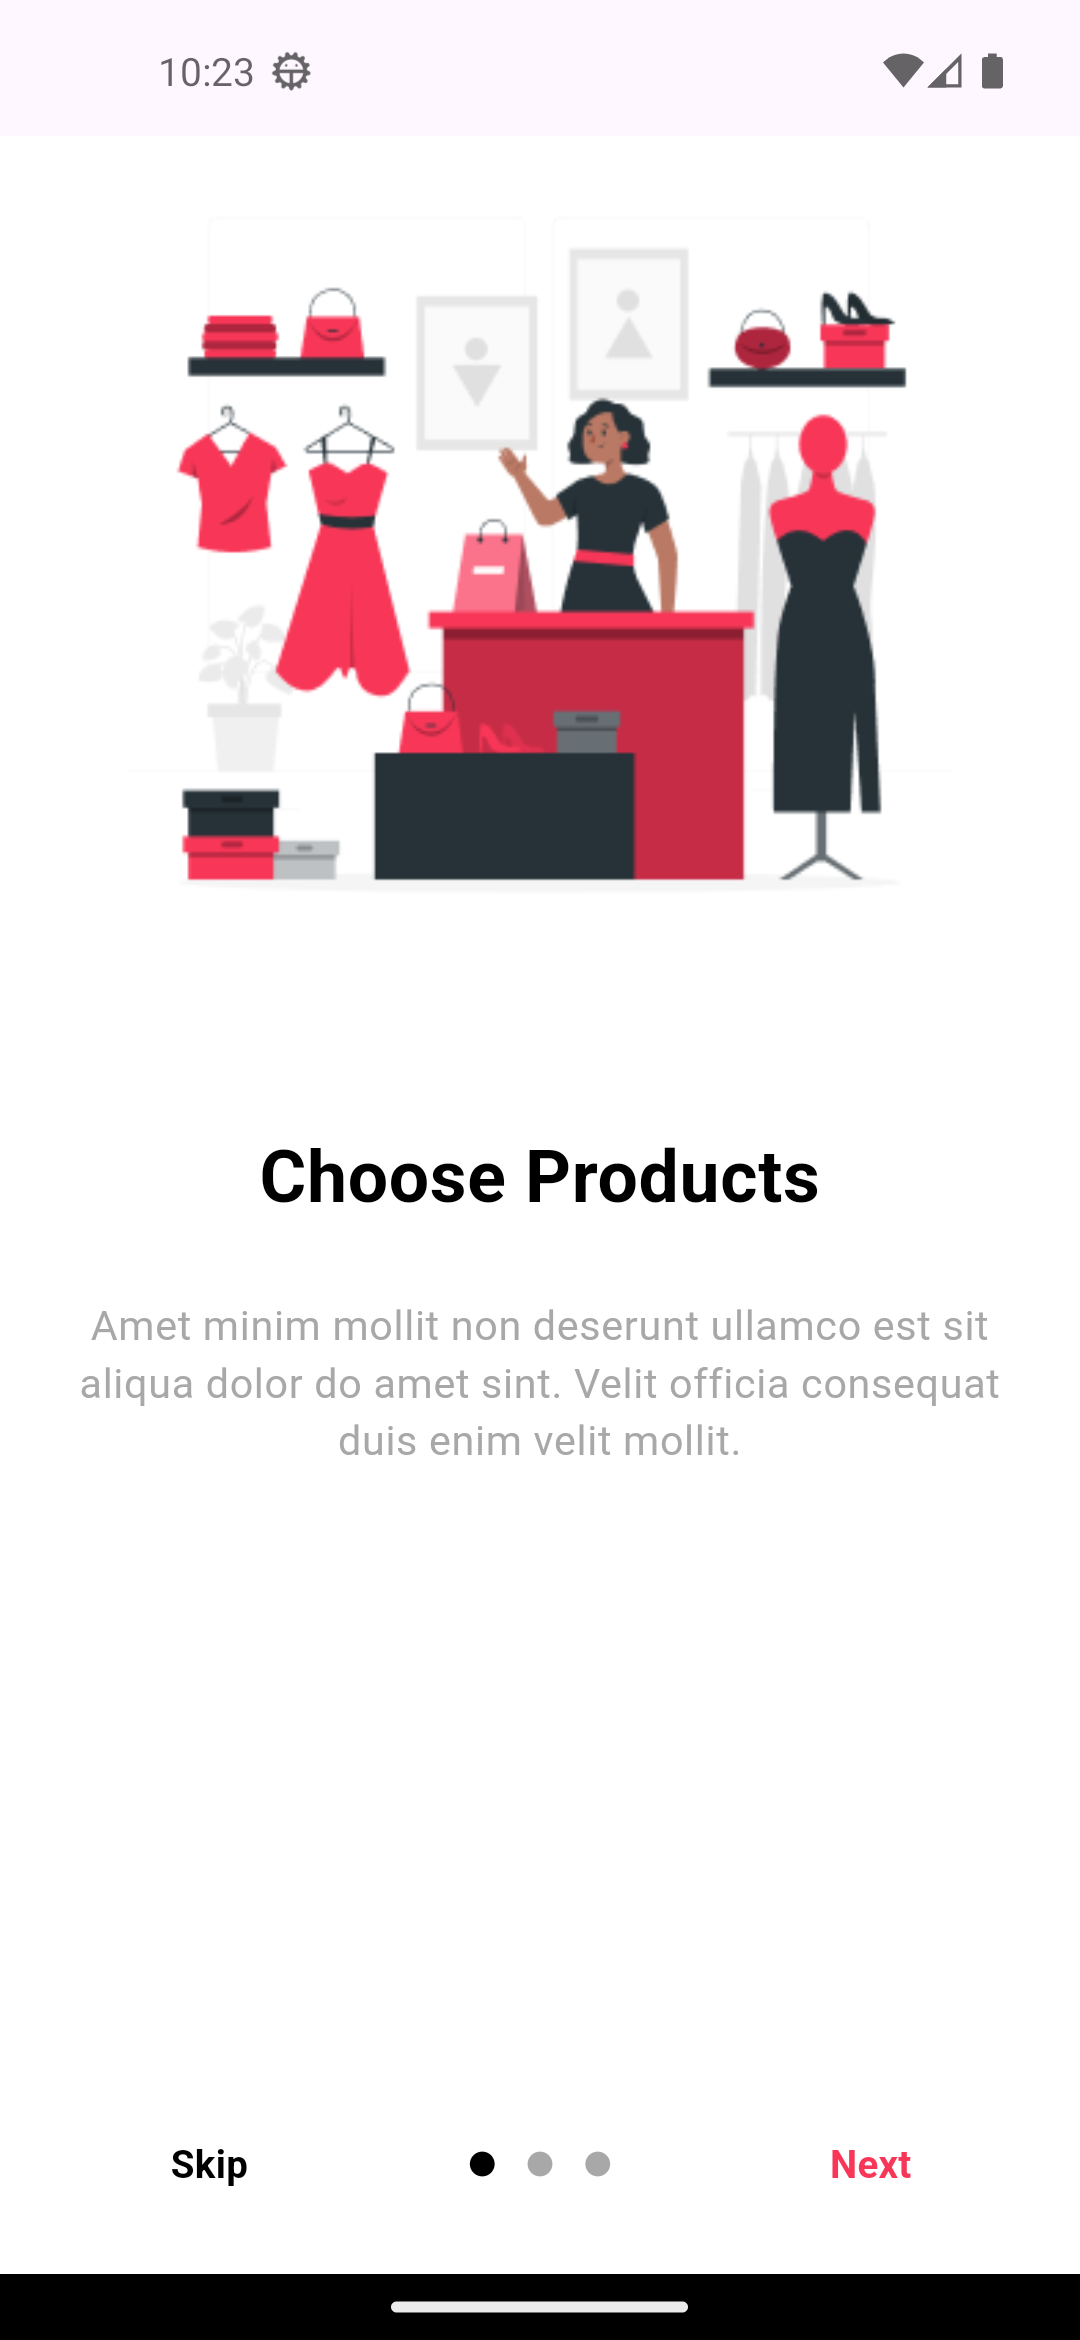 10:23
Choose Products
Amet minim mollit non deserunt ullamco est sit
aliqua dolor do amet sint. Velit officia consequat
duis enim velit mollit.
Skip
Next